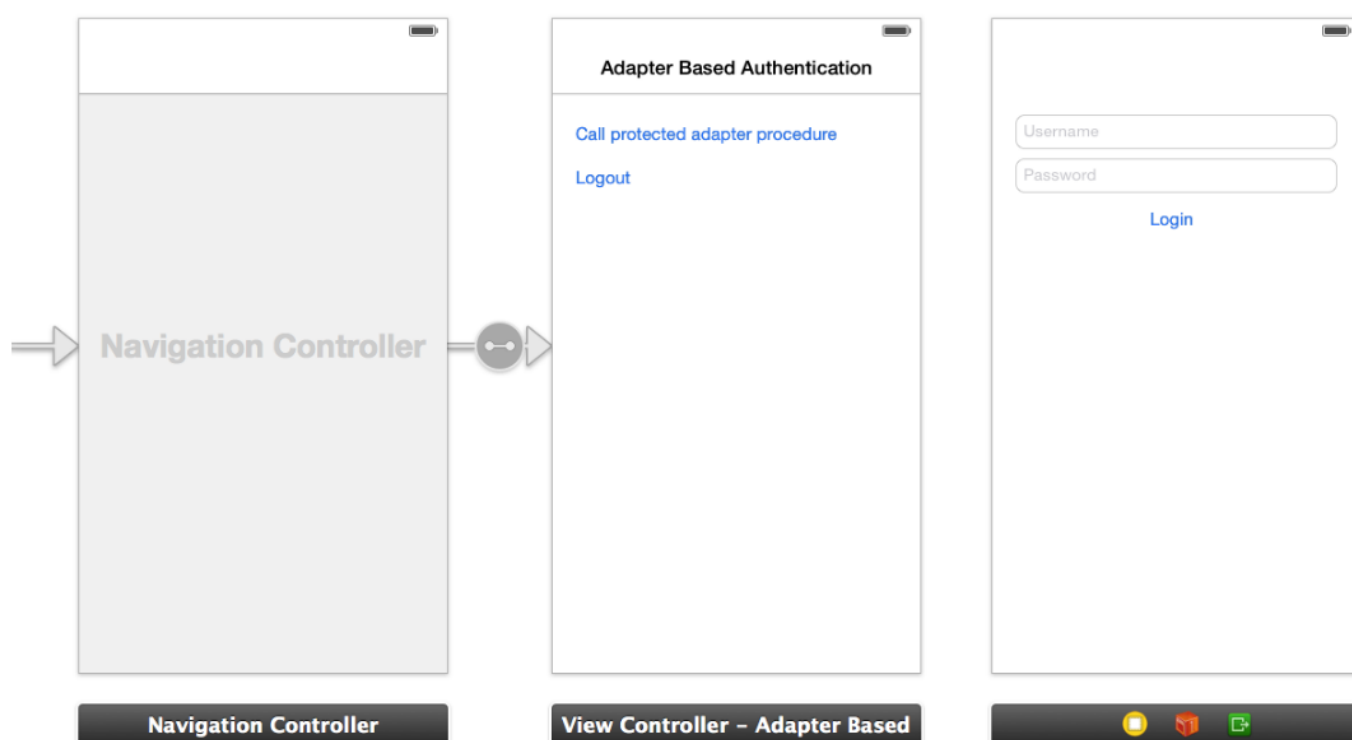 Navigation Controller
Navigation Controller
Adapter Based Authentication
Call protected adapter procedure
Logout
View Controller – Adapter Based
Username
Password
Login